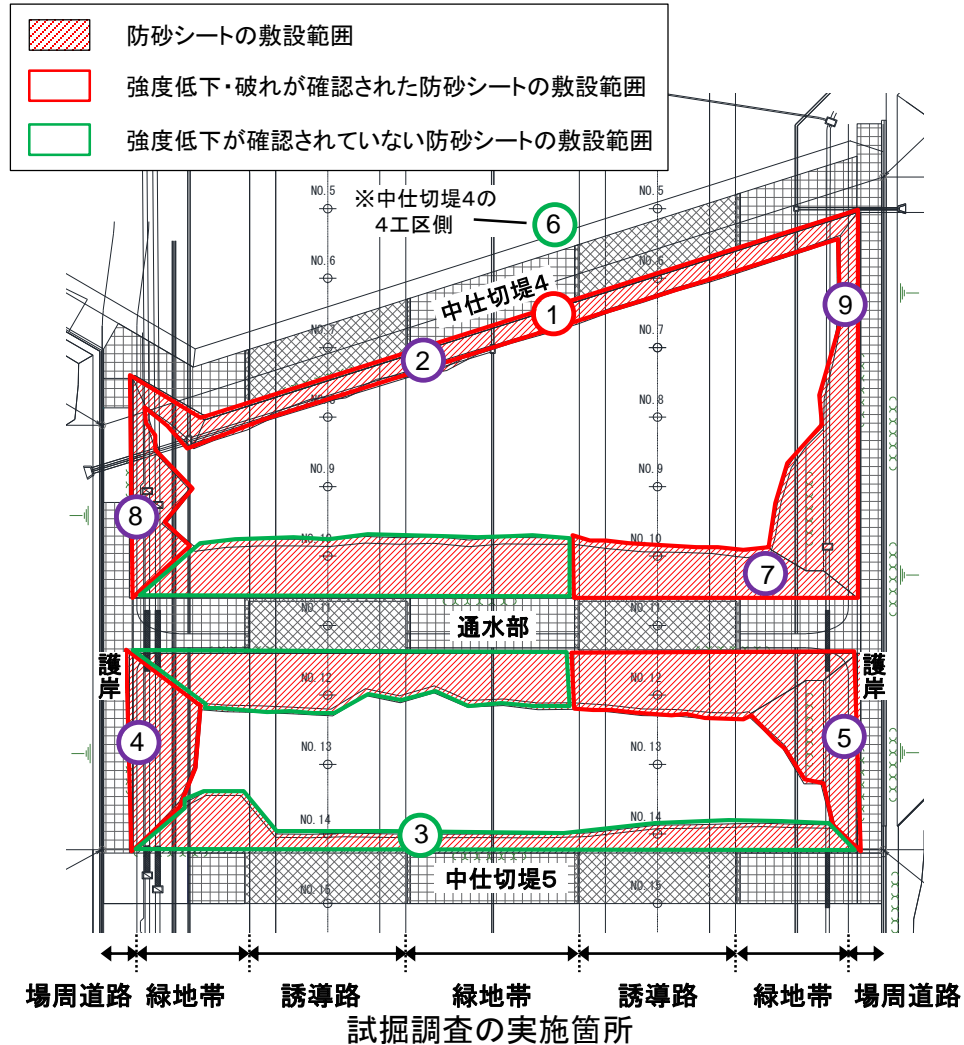 防砂シートの敷設範囲
強度低下・破れが確認された防砂シートの敷設範囲
強度低下が確認されていない防砂シートの敷設範囲
NO.5
NO.5
※中仕切堤4の
4工区側
6
NO.6
NO.6
中仕切堤4
1
9
NO.7
NO.7
2
NO.8
NO.9
NO.9
8
NO.10
7
NO.11
NO.11
通水部
護岸
護岸
NO.12
NO.12
4
5
NO.13
NO.13
NO.14
NO.14
3
中仕切堤5
NO.15
NO.15
場周道路
緑地帯
誘導路
緑地帯
誘導路
緑地帯
場周道路
試掘調査の実施箇所